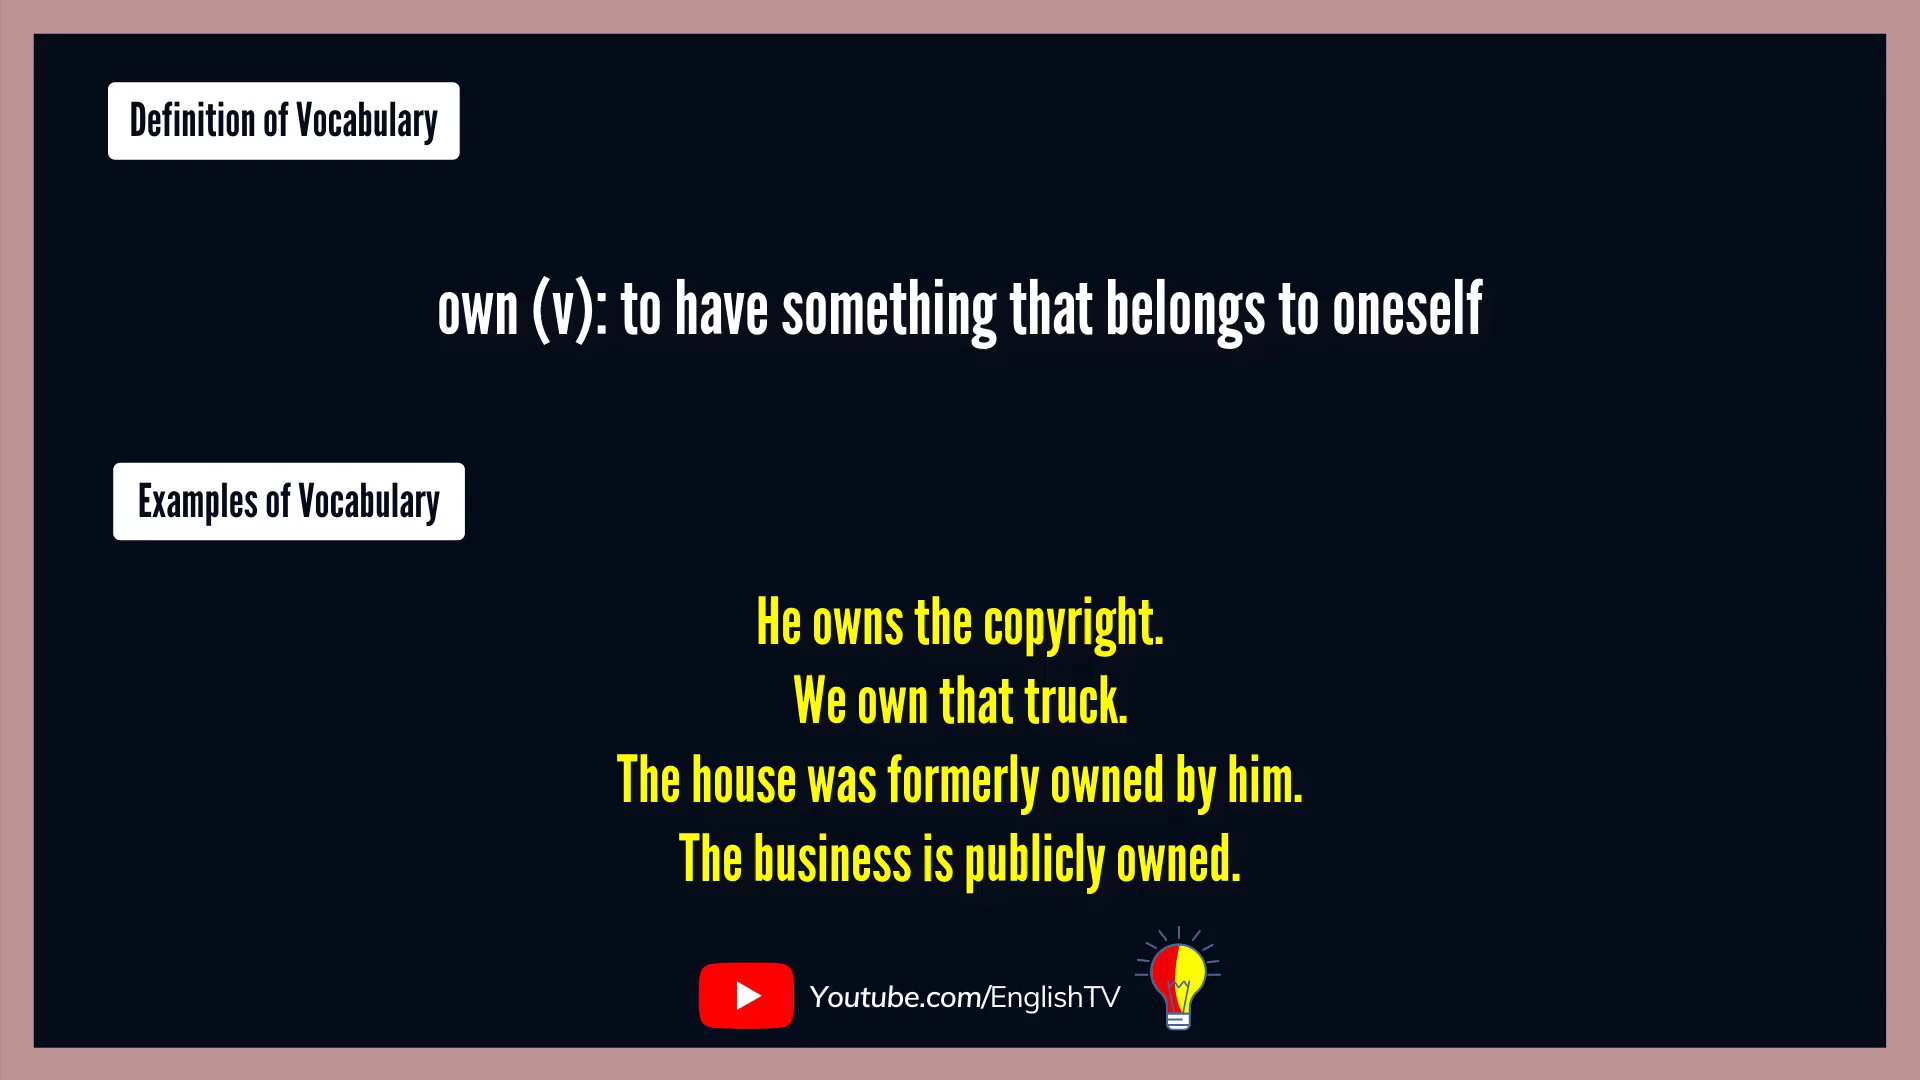 Definition of Vocabulary
own (v): to have something that belongs to oneself
Examples of Vocabulary
He owns the copyright.
We own that truck.
The house was formerly owned by him.
The business is publicly owned.
Youtube.com/EnglishTV